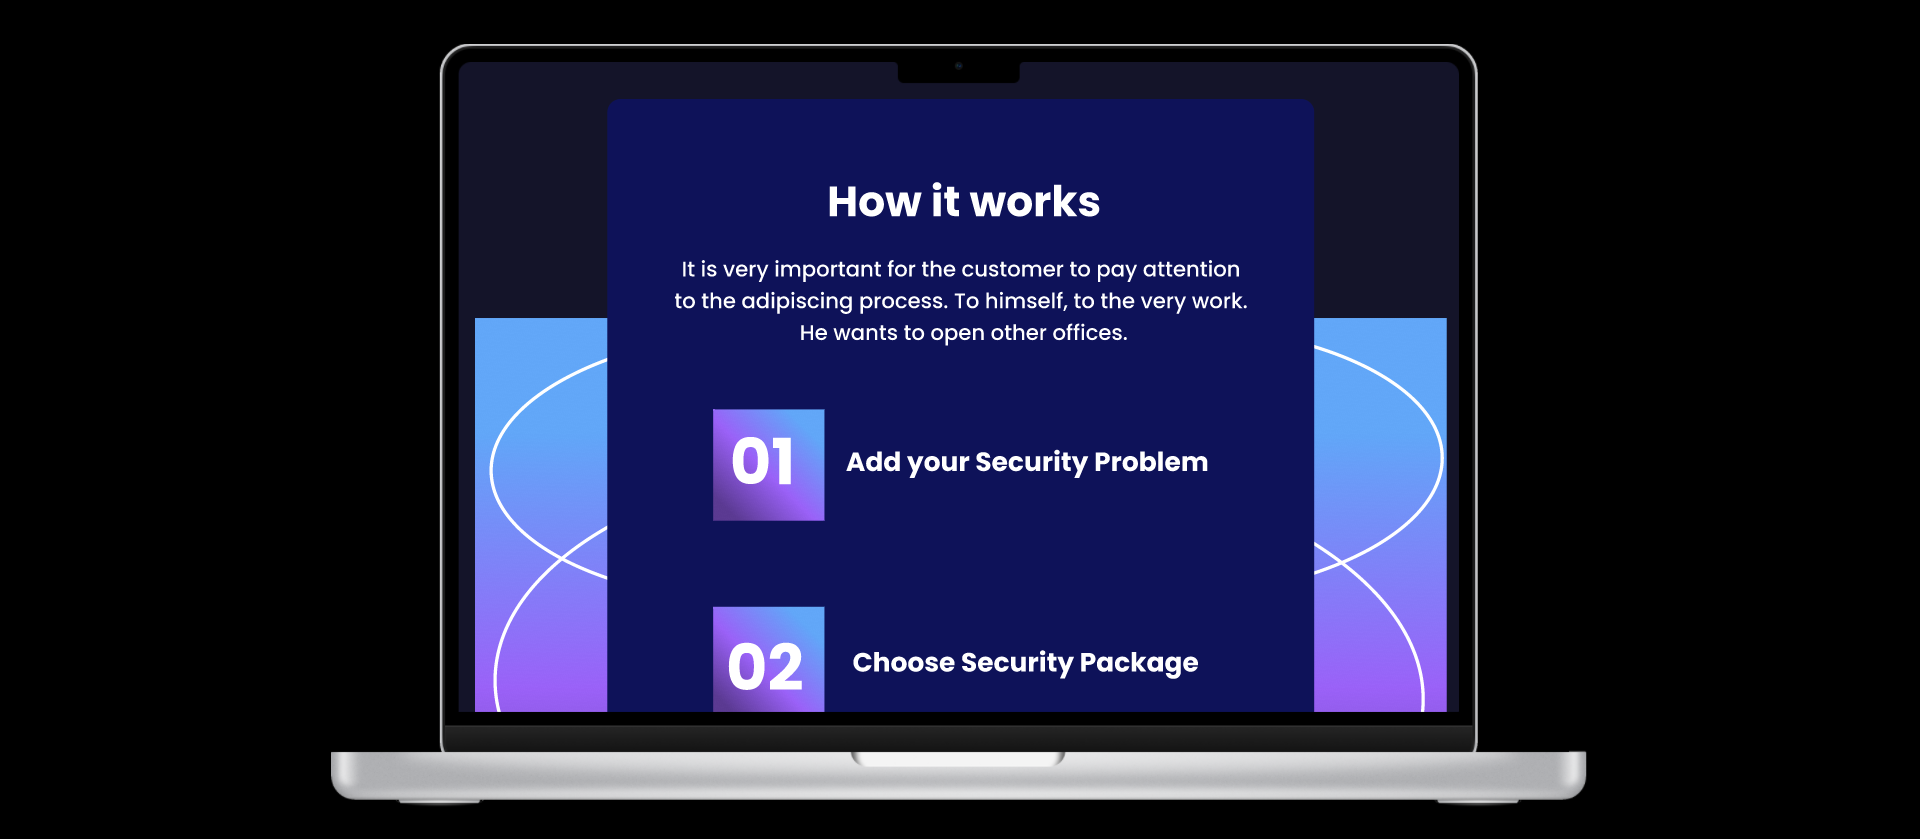 How it works
It is very important for the customer to pay attention
to the adipiscing process. To himself, to the very work.
He wants to open other offices.
01
Add your Security Problem
02
Choose Security Package